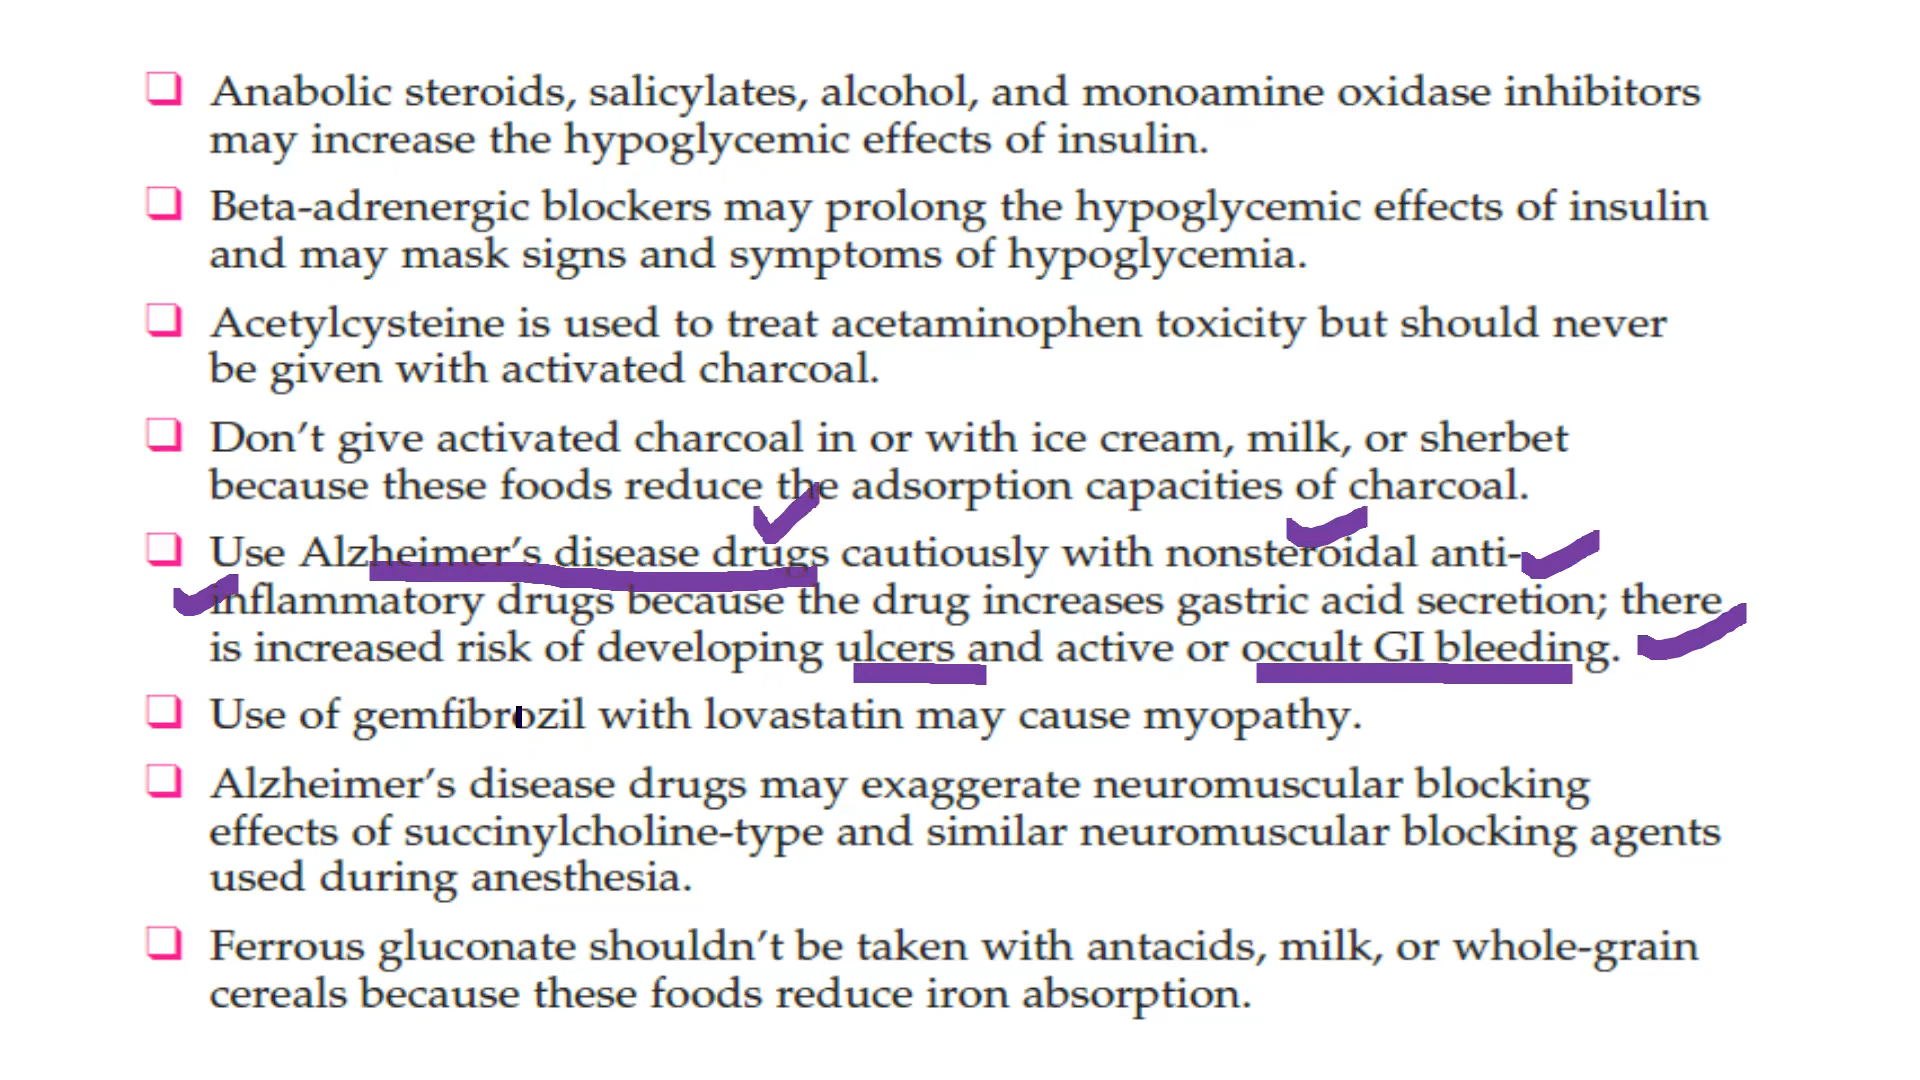 Anabolic steroids, salicylates, alcohol, and monoamine oxidase inhibitors
may increase the hypoglycemic effects of insulin.
Beta-adrenergic blockers may prolong the hypoglycemic effects of insulin
and may mask signs and symptoms of hypoglycemia.
Acetylcysteine is used to treat acetaminophen toxicity but should never
be given with activated charcoal.
Don't give activated charcoal in or with ice cream, milk, or sherbet
because these foods reduce the adsorption capacities of charcoal.
Use Alzheimer's disease drugs cautiously with nonsteroidal anti-
inflammatory drugs because the drug increases gastric acid secretion; there
is increased risk of developing ulcers and active or occult GI bleeding.
Use of gemfibrozil with lovastatin may cause myopathy.
Alzheimer's disease drugs may exaggerate neuromuscular blocking
effects of succinylcholine-type and similar neuromuscular blocking agents
used during anesthesia.
Ferrous gluconate shouldn't be taken with antacids, milk, or whole-grain
cereals because these foods reduce iron absorption.